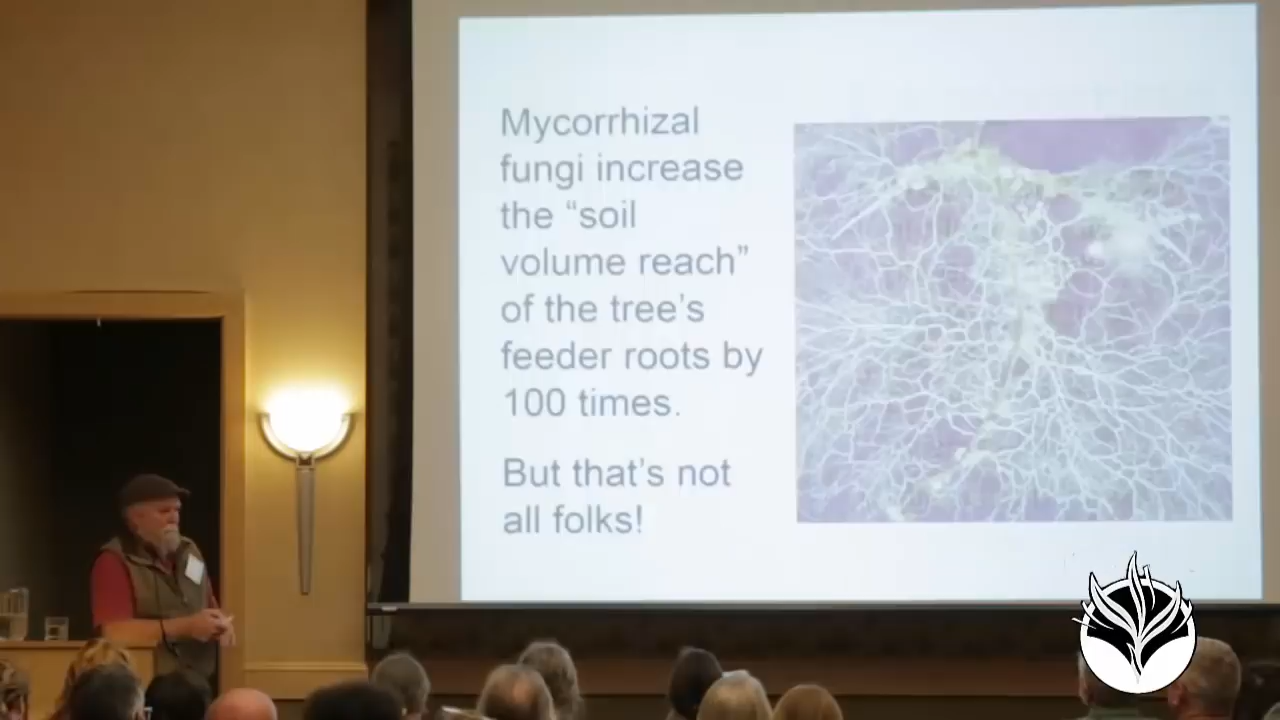 Mycorrhizal
fungi increase
the “soil
volume reach”
of the tree’s
feeder roots by
100 times.
But that’s not
all folks!